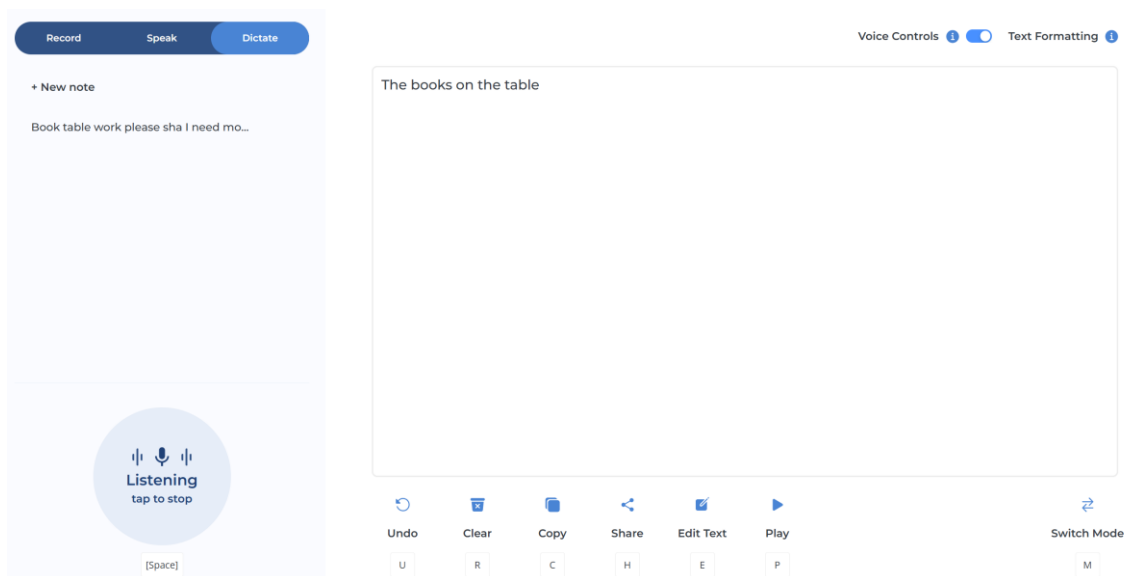 Record Speak Dictate
Voice Controls Text Formatting
+ New note
The books on the table
Book table work please sha I need mo...
Listening
tap to stop
[Space]
Undo Clear Copy Share Edit Text Play Switch Mode
U R C H E P M